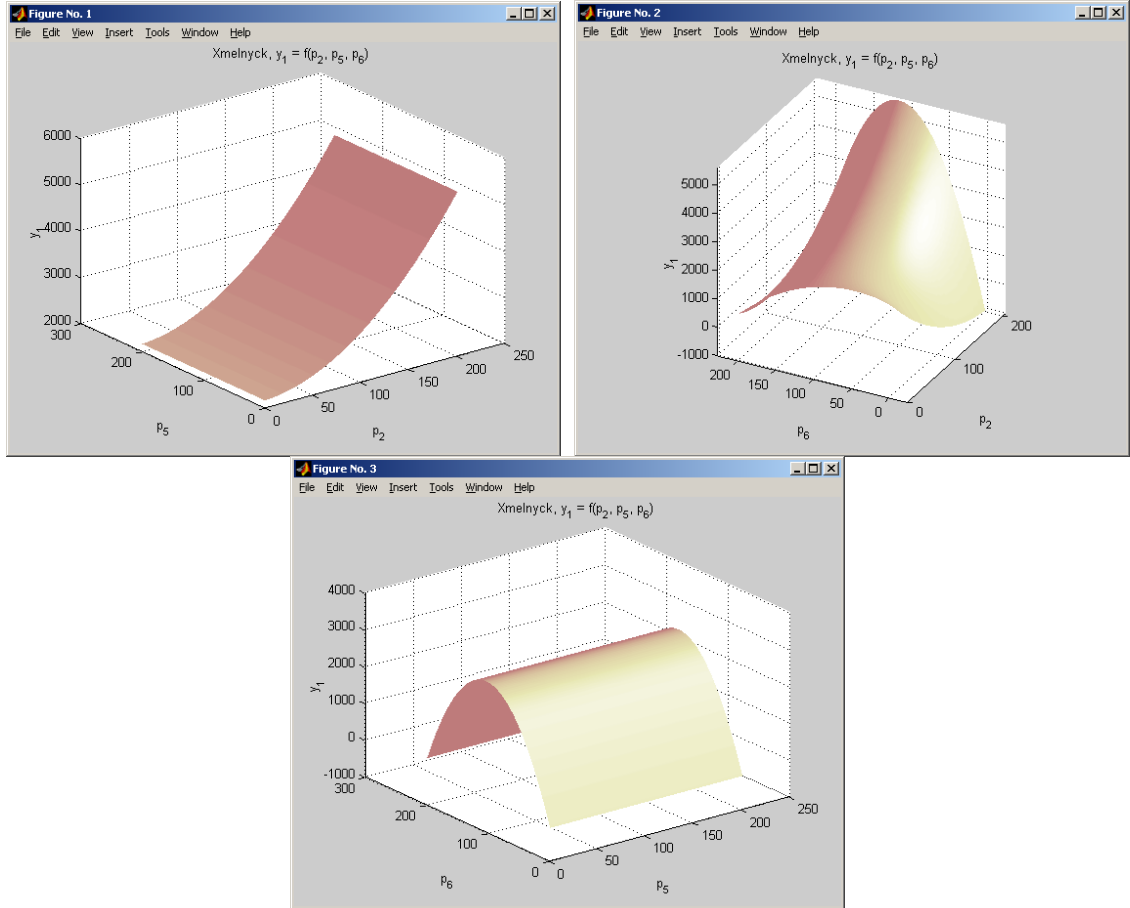 Figure No. 1
File Edit View Insert Tools Window Help
Xmelnyck, y1 = f(p2, p5, p6)
6000
5000
4000
3000
2000
y1
300
200
100
0
p5
0
50
100
150
200
250
p2
Figure No. 2
File Edit View Insert Tools Window Help
Xmelnyck, y1 = f(p2, p5, p6)
5000
4000
3000
2000
1000
0
-1000
y1
200
150
100
50
0
p6
0
100
200
p2
Figure No. 3
File Edit View Insert Tools Window Help
Xmelnyck, y1 = f(p2, p5, p6)
4000
3000
2000
1000
0
-1000
y1
300
200
100
0
p6
0
50
100
150
200
250
p5